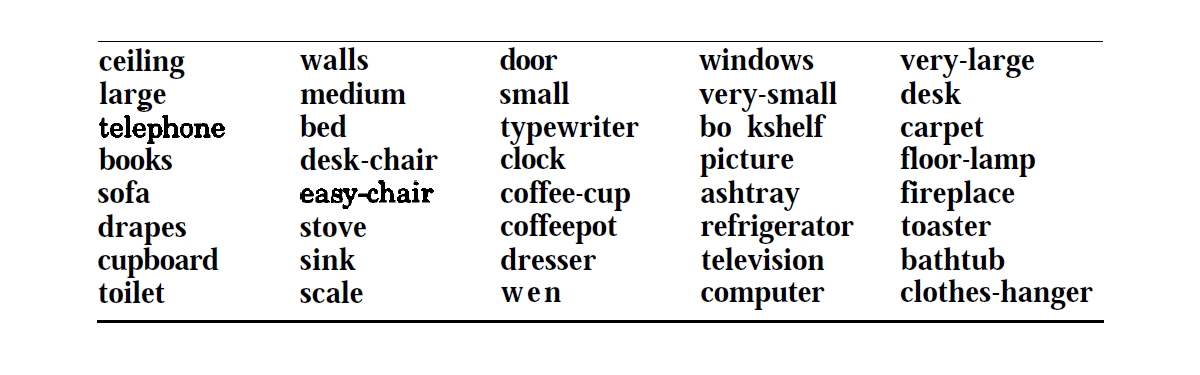 ceiling walls door windows very-large
large medium small very-small desk
telephone bed typewriter bo kshelf carpet
books desk-chair clock picture floor-lamp
sofa easy-chair coffee-cup ashtray fireplace
drapes stove coffeepot refrigerator toaster
cupboard sink dresser television bathtub
toilet scale wen computer clothes-hanger